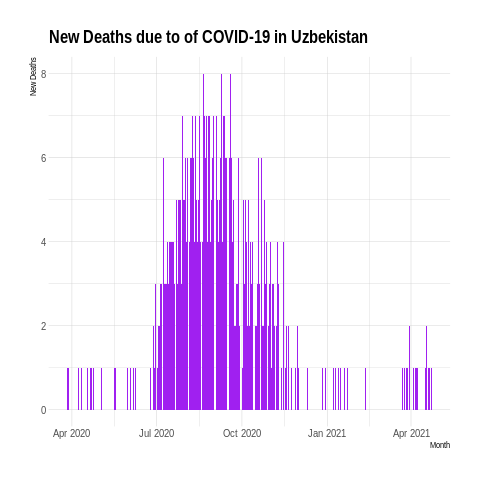 New Deaths due to of COVID-19 in Uzbekistan
New Deaths
8
6
4
2
0
Apr 2020 Jul 2020 Oct 2020 Jan 2021 Apr 2021
Month